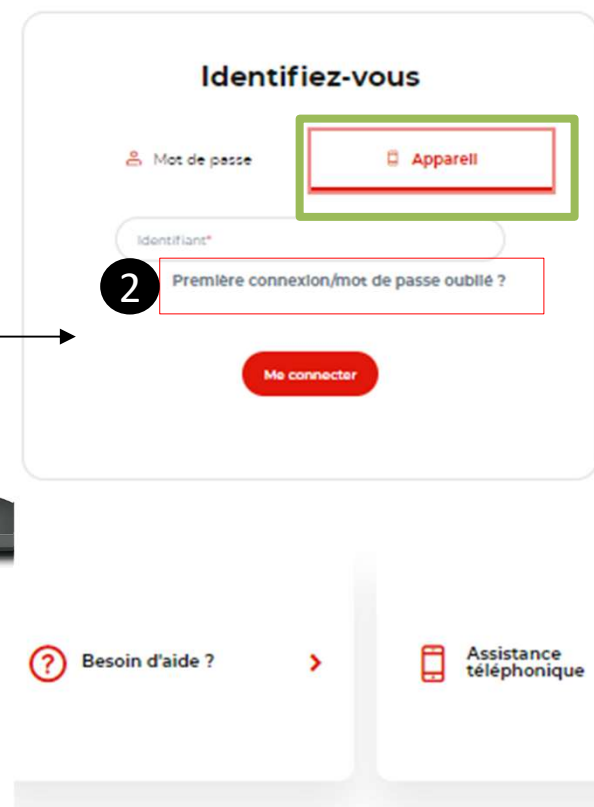 Identifiez-vous
Mot de passe
Appareil
Identifiant*
2
Première connexion/mot de passe oublié ?
Me connecter
Besoin d'aide ?
Assistance
téléphonique